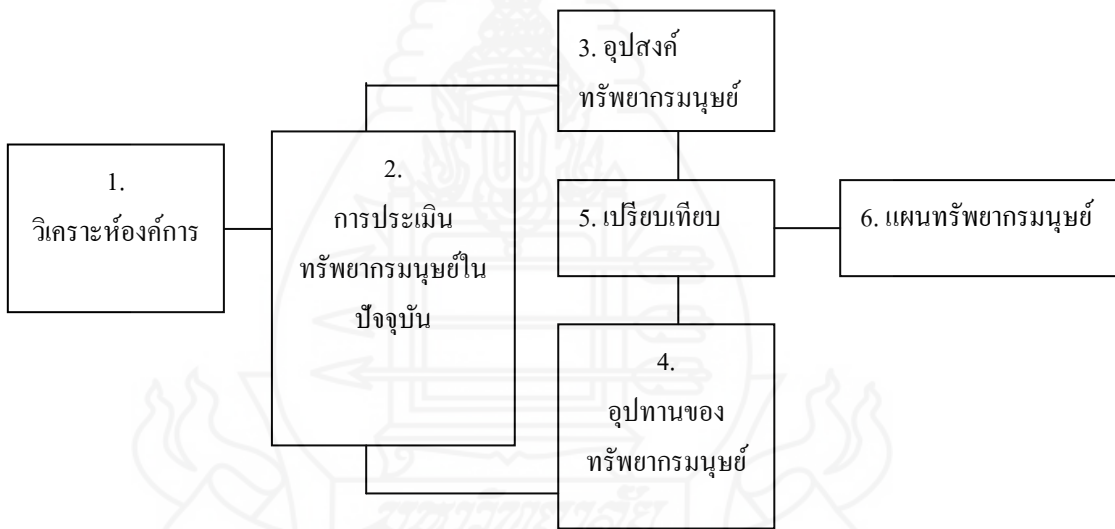 1.
วิเคราะห์องค์การ
2.
การประเมิน
ทรัพยากรมนุษย์ใน
ปัจจุบัน
3. อุปสงค์
ทรัพยากรมนุษย์
4.
อุปทานของ
ทรัพยากรมนุษย์
5. เปรียบเทียบ
6. แผนทรัพยากรมนุษย์